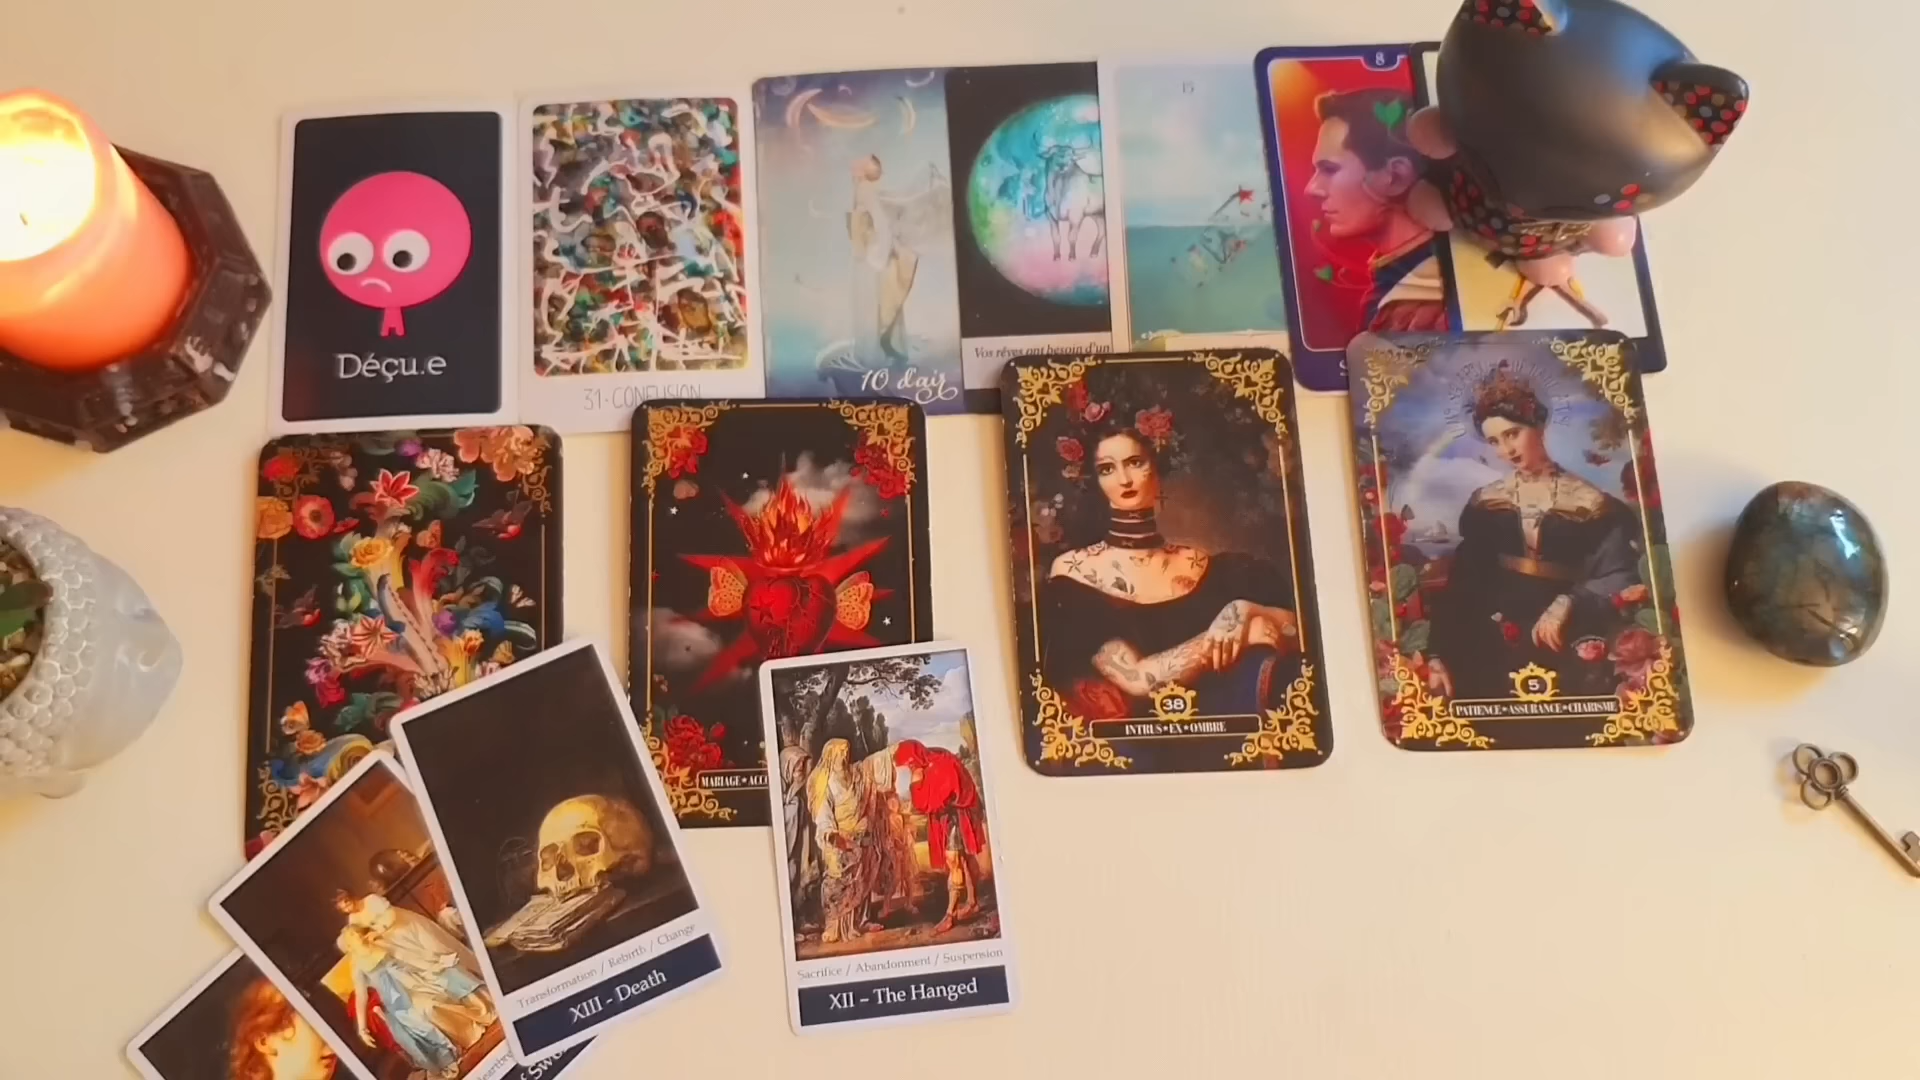 8
15
Déçu.e
31-CONFUSION
10 d'air
Vos rêves ont besoin d'un
38
INTRUS★EX★OMBRE
5
PATIENCE★ASSURANCE★CHARISME
MARIAGE★
Transformation / Rebirth / Change
XIII - Death
Sacrifice / Abandonment / Suspension
XII – The Hanged